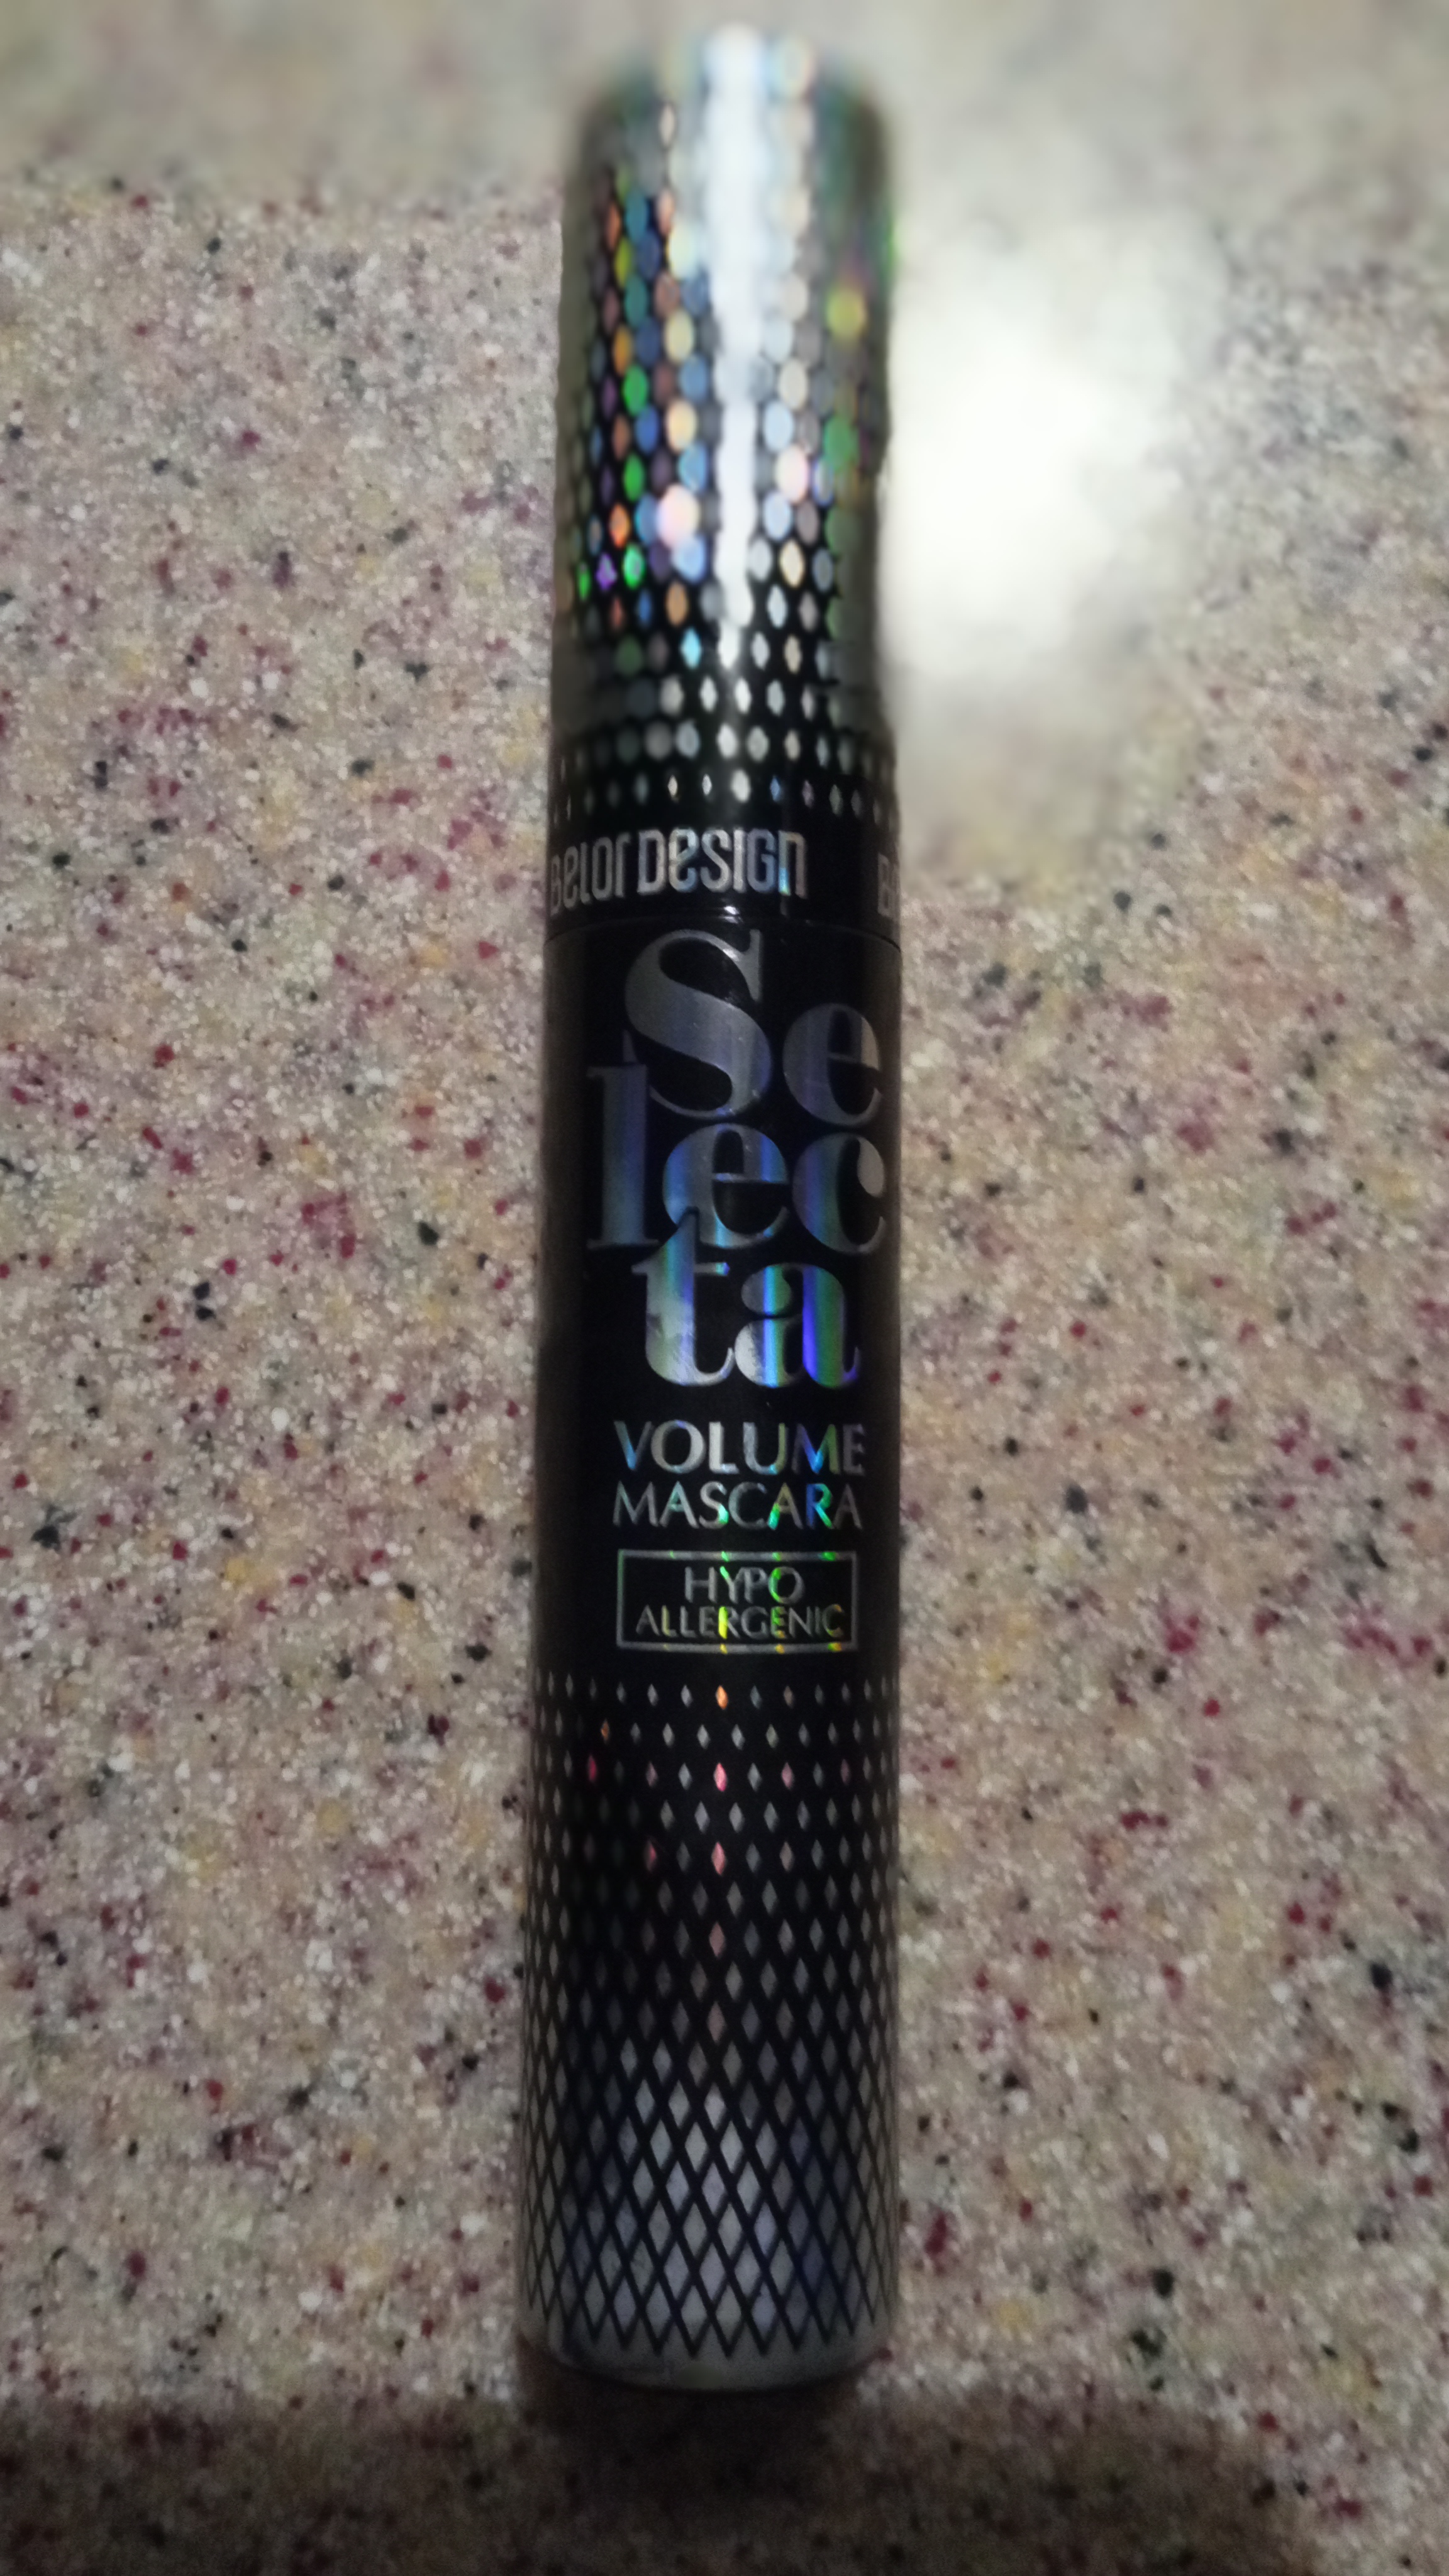 BelorDesign
Se
lec
ta
VOLUME
MASCARA
HYPO
ALLERGENIC